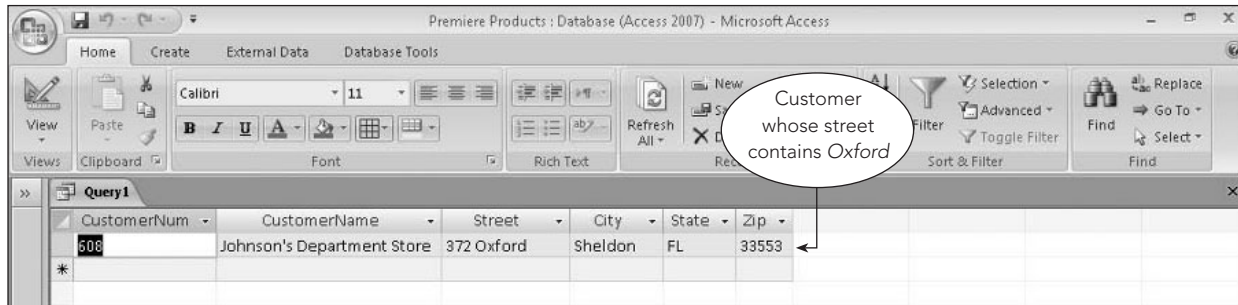 Premiere Products : Database (Access 2007) - Microsoft Access
Home Create External Data Database Tools
View
Paste
Calibri 11
B I U A
Refresh All
New
Filter
Selection
Advanced
Toggle Filter
Find
Replace
Go To
Select
Views Clipboard Font Rich Text Sort & Filter Find
Customer
whose street
contains Oxford
Query1
CustomerNum CustomerName Street City State Zip
608 Johnson's Department Store 372 Oxford Sheldon FL 33553
*